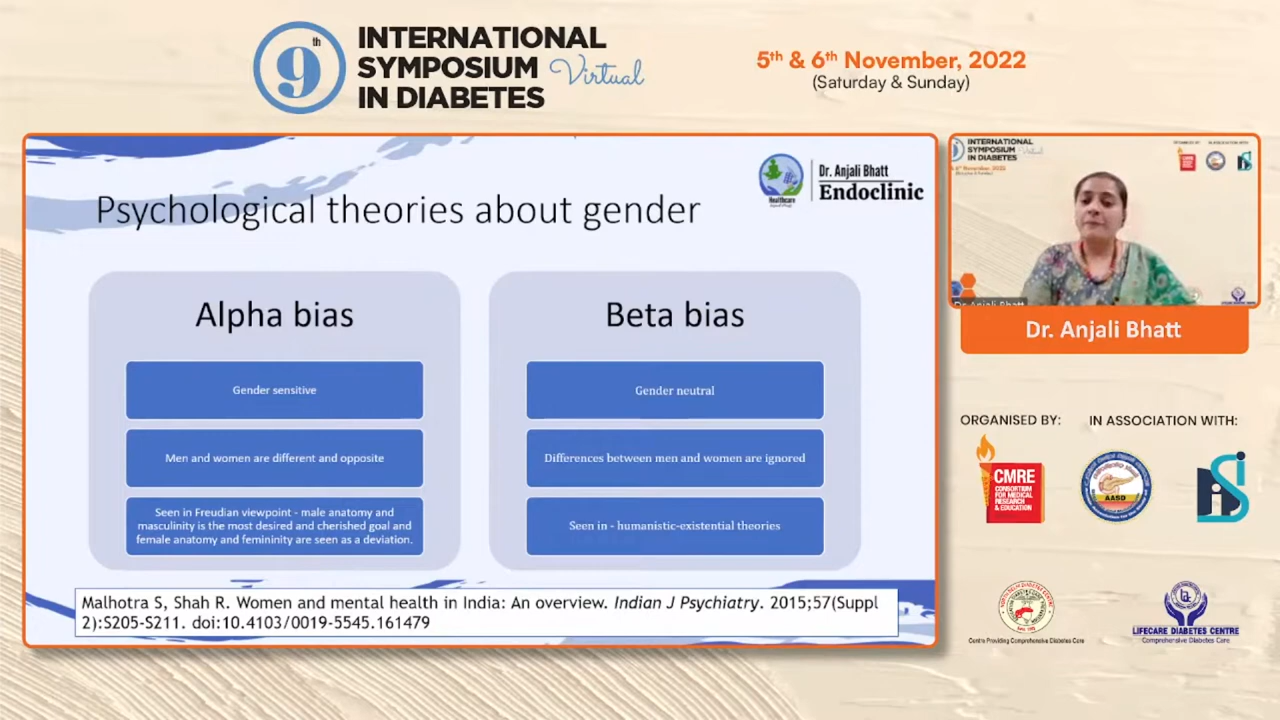 9th
INTERNATIONAL
SYMPOSIUM Virtual
IN DIABETES
5th & 6th November, 2022
(Saturday & Sunday)
Psychological theories about gender
Healthcare
Dr. Anjali Bhatt
Endoclinic
Alpha bias
Gender sensitive
Men and women are different and opposite
Seen in Freudian viewpoint - male anatomy and
masculinity is the most desired and cherished goal and
female anatomy and femininity are seen as a deviation.
Beta bias
Gender neutral
Differences between men and women are ignored
Seen in - humanistic-existential theories
Malhotra S, Shah R. Women and mental health in India: An overview. Indian J Psychiatry. 2015;57(Suppl
2):S205-S211. doi:10.4103/0019-5545.161479
INTERNATIONAL
SYMPOSIUM Virtual
IN DIABETES
Dr. Anjali Bhatt
Dr. Anjali Bhatt
ORGANISED BY:
IN ASSOCIATION WITH:
CMRE
CONSORTIUM
FOR MEDICAL
RESEARCH
& EDUCATION
AASD
Centre Providing Comprehensive Diabetes Care
LIFECARE DIABETES CENTRE
Comprehensive Diabetes Care